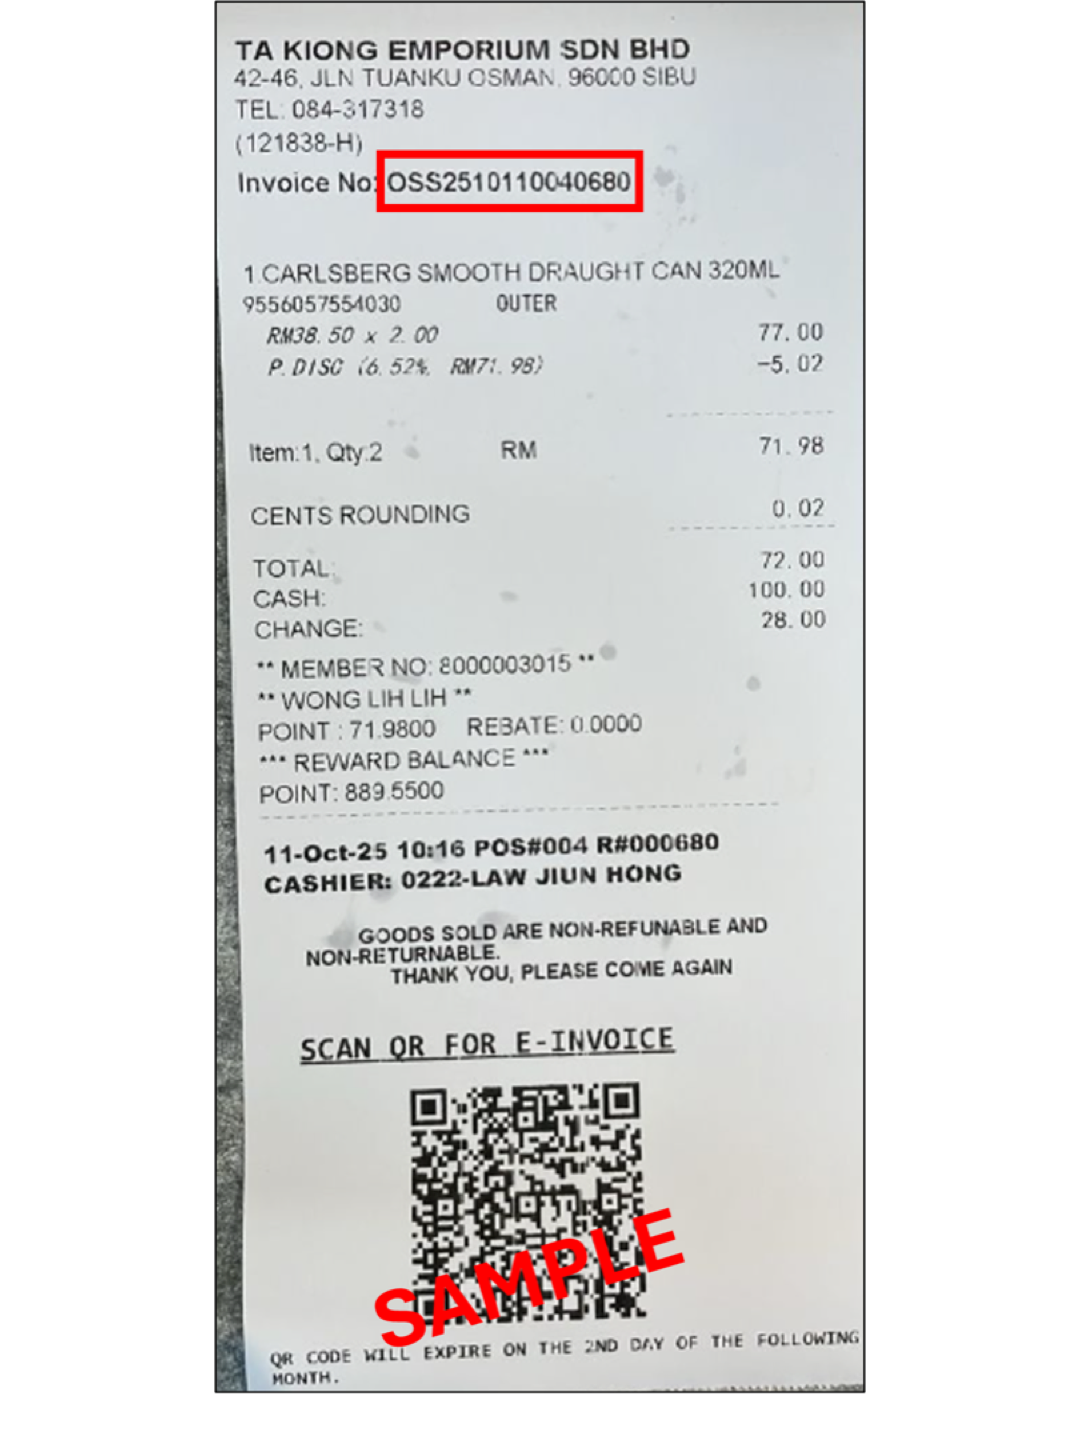 TA KIONG EMPORIUM SDN BHD
42-46, JLN TUANKU OSMAN, 96000 SIBU
TEL: 084-317318
(121838-H)
Invoice No: OSS2510110040680
1.CARLSBERG SMOOTH DRAUGHT CAN 320ML
9556057554030 OUTER
RM38.50 x 2.00 77.00
P.DISC (6.52%, RM71.98) -5.02
Item:1, Qty:2 RM 71.98
CENTS ROUNDING 0.02
TOTAL: 72.00
CASH: 100.00
CHANGE: 28.00
** MEMBER NO: 8000003015 **
** WONG LIH LIH **
POINT : 71.9800 REBATE: 0.0000
*** REWARD BALANCE ***
POINT: 889.5500
11-Oct-25 10:16 POS#004 R#000680
CASHIER: 0222-LAW JIUN HONG
GOODS SOLD ARE NON-REFUNABLE AND
NON-RETURNABLE.
THANK YOU, PLEASE COME AGAIN
SCAN QR FOR E-INVOICE
SAMPLE
QR CODE WILL EXPIRE ON THE 2ND DAY OF THE FOLLOWING
MONTH.